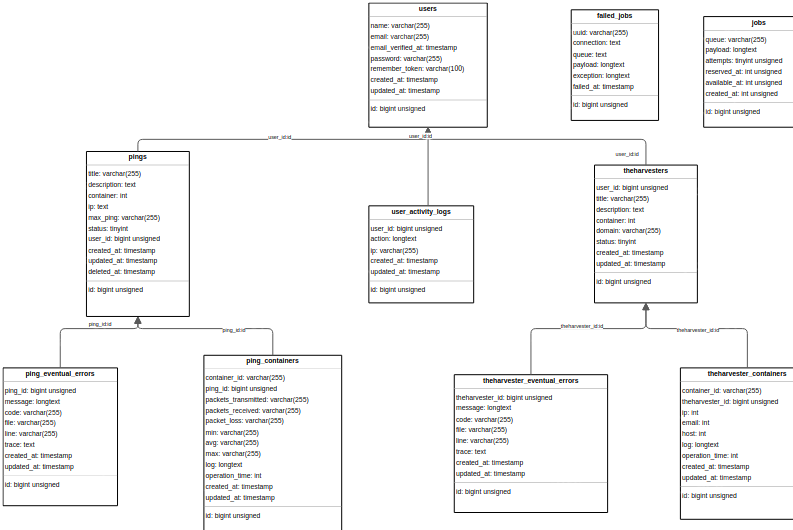 users
name: varchar(255)
email: varchar(255)
email_verified_at: timestamp
password: varchar(255)
remember_token: varchar(100)
created_at: timestamp
updated_at: timestamp
id: bigint unsigned
failed_jobs
uuid: varchar(255)
connection: text
queue: text
payload: longtext
exception: longtext
failed_at: timestamp
id: bigint unsigned
jobs
queue: varchar(255)
payload: longtext
attempts: tinyint unsigned
reserved_at: int unsigned
available_at: int unsigned
created_at: int unsigned
id: bigint unsigned
user_id:id
user_id:id
user_id:id
pings
title: varchar(255)
description: text
container: int
ip: text
max_ping: varchar(255)
status: tinyint
user_id: bigint unsigned
created_at: timestamp
updated_at: timestamp
deleted_at: timestamp
id: bigint unsigned
user_activity_logs
user_id: bigint unsigned
action: longtext
ip: varchar(255)
created_at: timestamp
updated_at: timestamp
id: bigint unsigned
theharvesters
user_id: bigint unsigned
title: varchar(255)
description: text
container: int
domain: varchar(255)
status: tinyint
created_at: timestamp
updated_at: timestamp
id: bigint unsigned
ping_id:id
ping_id:id
theharvester_id:id
theharvester_id:id
ping_eventual_errors
ping_id: bigint unsigned
message: longtext
code: varchar(255)
file: varchar(255)
line: varchar(255)
trace: text
created_at: timestamp
updated_at: timestamp
id: bigint unsigned
ping_containers
container_id: varchar(255)
ping_id: bigint unsigned
packets_transmitted: varchar(255)
packets_received: varchar(255)
packet_loss: varchar(255)
min: varchar(255)
avg: varchar(255)
max: varchar(255)
log: longtext
operation_time: int
created_at: timestamp
updated_at: timestamp
id: bigint unsigned
theharvester_eventual_errors
theharvester_id: bigint unsigned
message: longtext
code: varchar(255)
file: varchar(255)
line: varchar(255)
trace: text
created_at: timestamp
updated_at: timestamp
id: bigint unsigned
theharvester_containers
container_id: varchar(255)
theharvester_id: bigint unsigned
ip: int
email: int
host: int
log: longtext
operation_time: int
created_at: timestamp
updated_at: timestamp
id: bigint unsigned